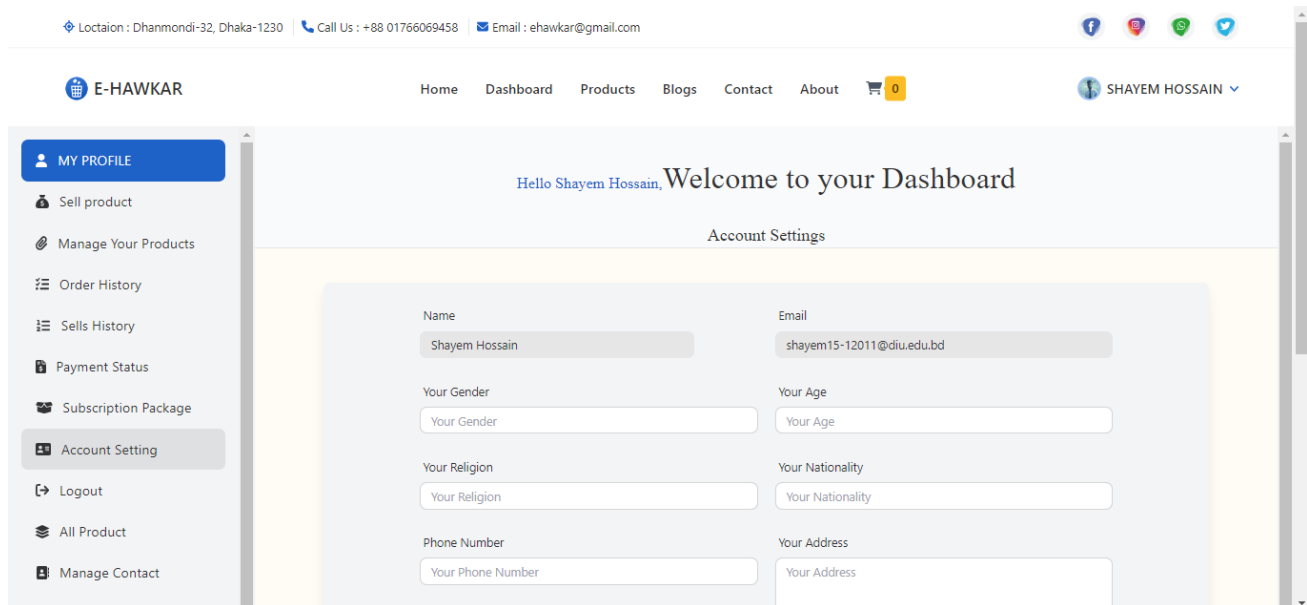 Loctaion : Dhanmondi-32, Dhaka-1230 Call Us : +88 01766069458 Email : ehawkar@gmail.com
E-HAWKAR Home Dashboard Products Blogs Contact About 0 SHAYEM HOSSAIN
MY PROFILE
Sell product
Manage Your Products
Order History
Sells History
Payment Status
Subscription Package
Account Setting
Logout
All Product
Manage Contact
Hello Shayem Hossain,Welcome to your Dashboard
Account Settings
Name Email
Shayem Hossain shayem15-12011@diu.edu.bd
Your Gender Your Age
Your Gender Your Age
Your Religion Your Nationality
Your Religion Your Nationality
Phone Number Your Address
Your Phone Number Your Address